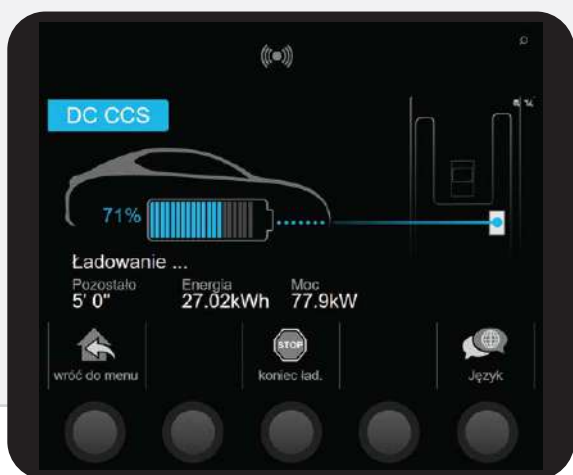 DC CCS
71%
Ładowanie ...
Pozostało Energia Moc
5' 0" 27.02kWh 77.9kW
STOP
wróć do menu koniec ład. Język